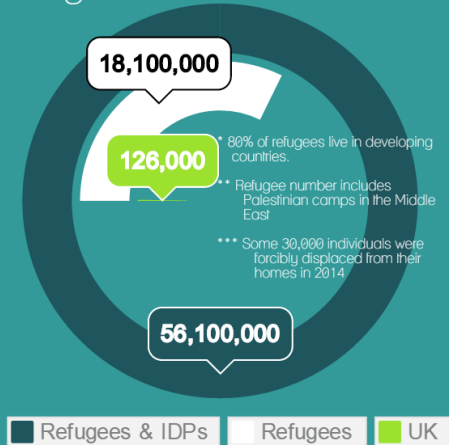 18,100,000
126,000
* 80% of refugees live in developing
countries.
** Refugee number includes
Palestinian camps in the Middle
East
*** Some 30,000 individuals were
forcibly displaced from their
homes in 2014
56,100,000
Refugees & IDPs
Refugees
UK